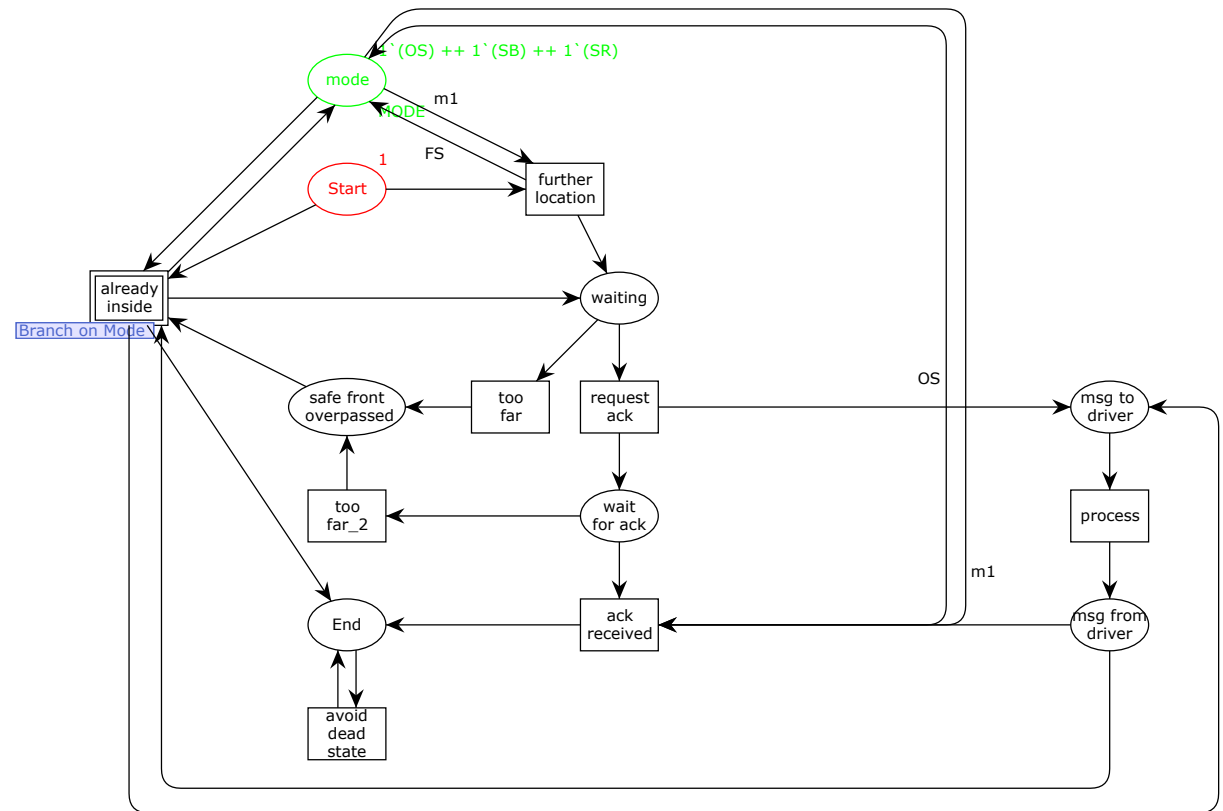 1`(OS) ++ 1`(SB) ++ 1`(SR)
mode
m1
MODE
FS
1
Start
further
location
already
inside
waiting
Branch on Mode
OS
safe front
overpassed
too
far
request
ack
msg to
driver
too
far_2
wait
for ack
process
m1
End
ack
received
msg from
driver
avoid
dead
state